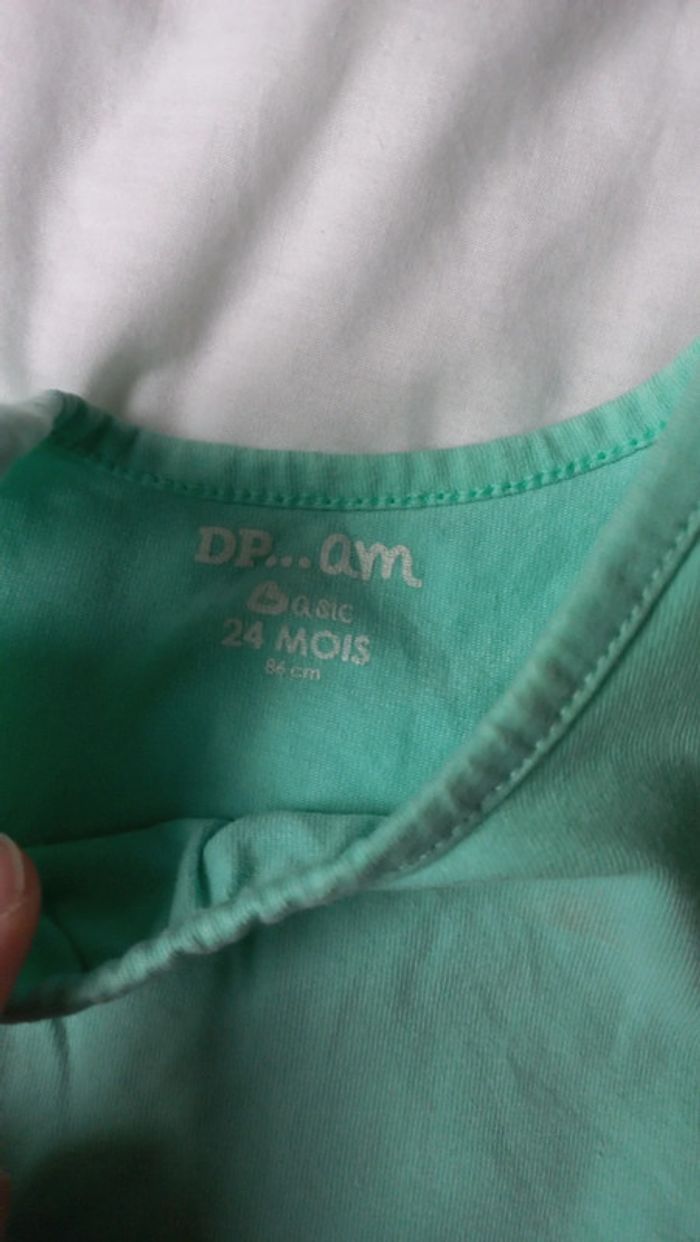 DP...am
Basic
24 MOIS
86 cm